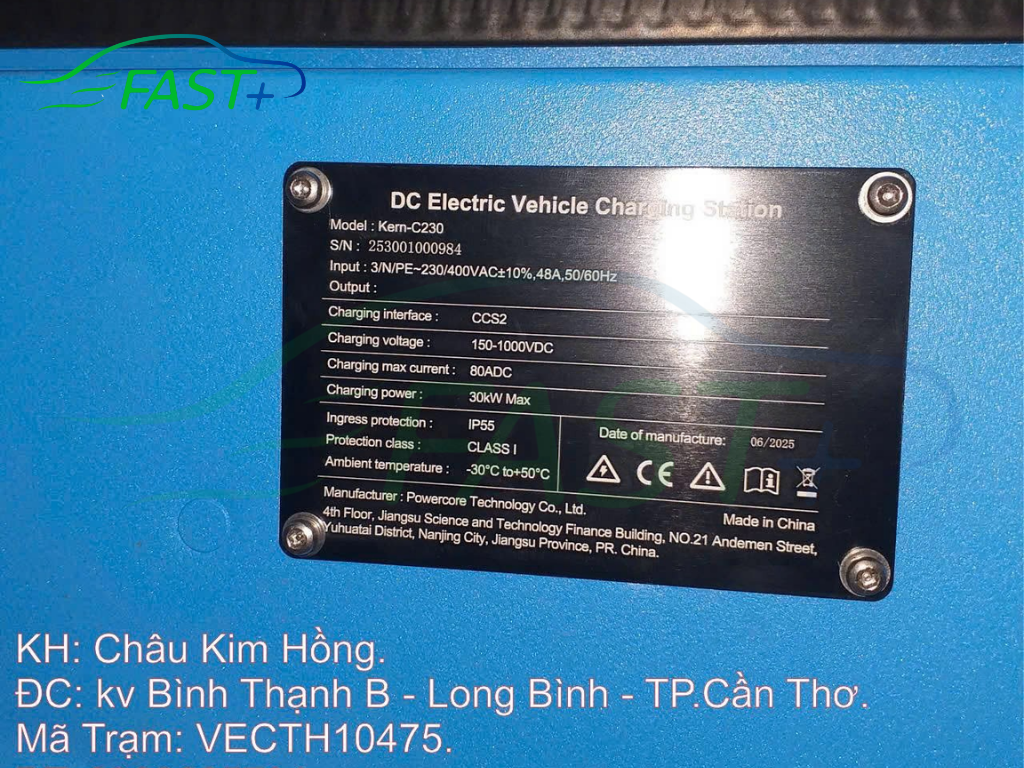 FAST+
DC Electric Vehicle Charging Station
Model : Kern-C230
S/N : 253001000984
Input : 3/N/PE~230/400VAC±10%,48A,50/60Hz
Output :
Charging interface : CCS2
Charging voltage : 150-1000VDC
Charging max current : 80ADC
Charging power : 30kW Max
Ingress protection : IP55
Protection class : CLASS I
Ambient temperature : -30°C to+50°C
Date of manufacture: 06/2025
CE
Manufacturer : Powercore Technology Co., Ltd.
Made in China
4th Floor, Jiangsu Science and Technology Finance Building, NO.21 Andemen Street,
Yuhuatai District, Nanjing City, Jiangsu Province, PR. China.
FAST+
KH: Châu Kim Hồng.
ĐC: kv Bình Thạnh B - Long Bình - TP.Cần Thơ.
Mã Trạm: VECTH10475.